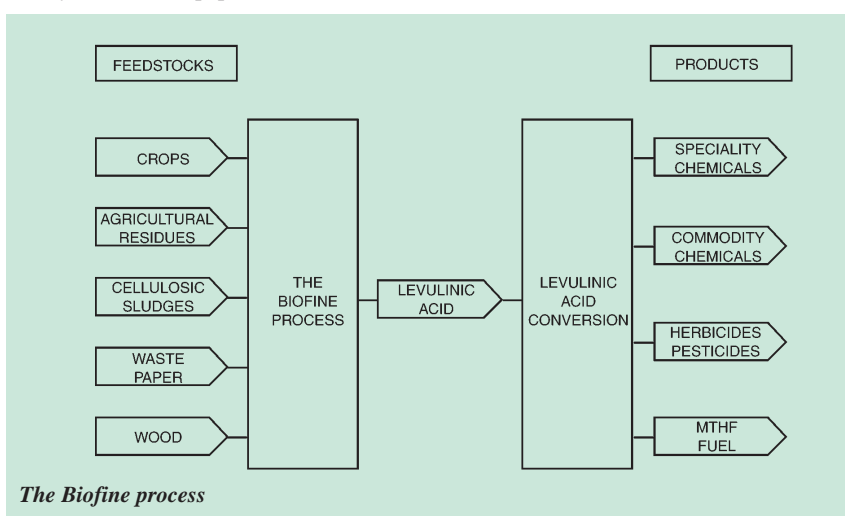 FEEDSTOCKS
PRODUCTS
CROPS
AGRICULTURAL
RESIDUES
CELLULOSIC
SLUDGES
WASTE
PAPER
WOOD
THE
BIOFINE
PROCESS
LEVULINIC
ACID
LEVULINIC
ACID
CONVERSION
SPECIALITY
CHEMICALS
COMMODITY
CHEMICALS
HERBICIDES
PESTICIDES
MTHF
FUEL
The Biofine process